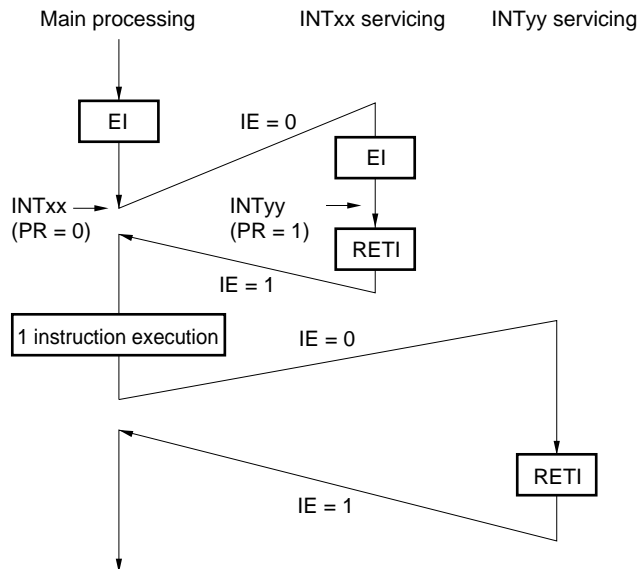 Main processing INTxx servicing INTyy servicing
EI
IE = 0
EI
INTxx
(PR = 0)
INTyy
(PR = 1)
RETI
IE = 1
1 instruction execution
IE = 0
RETI
IE = 1